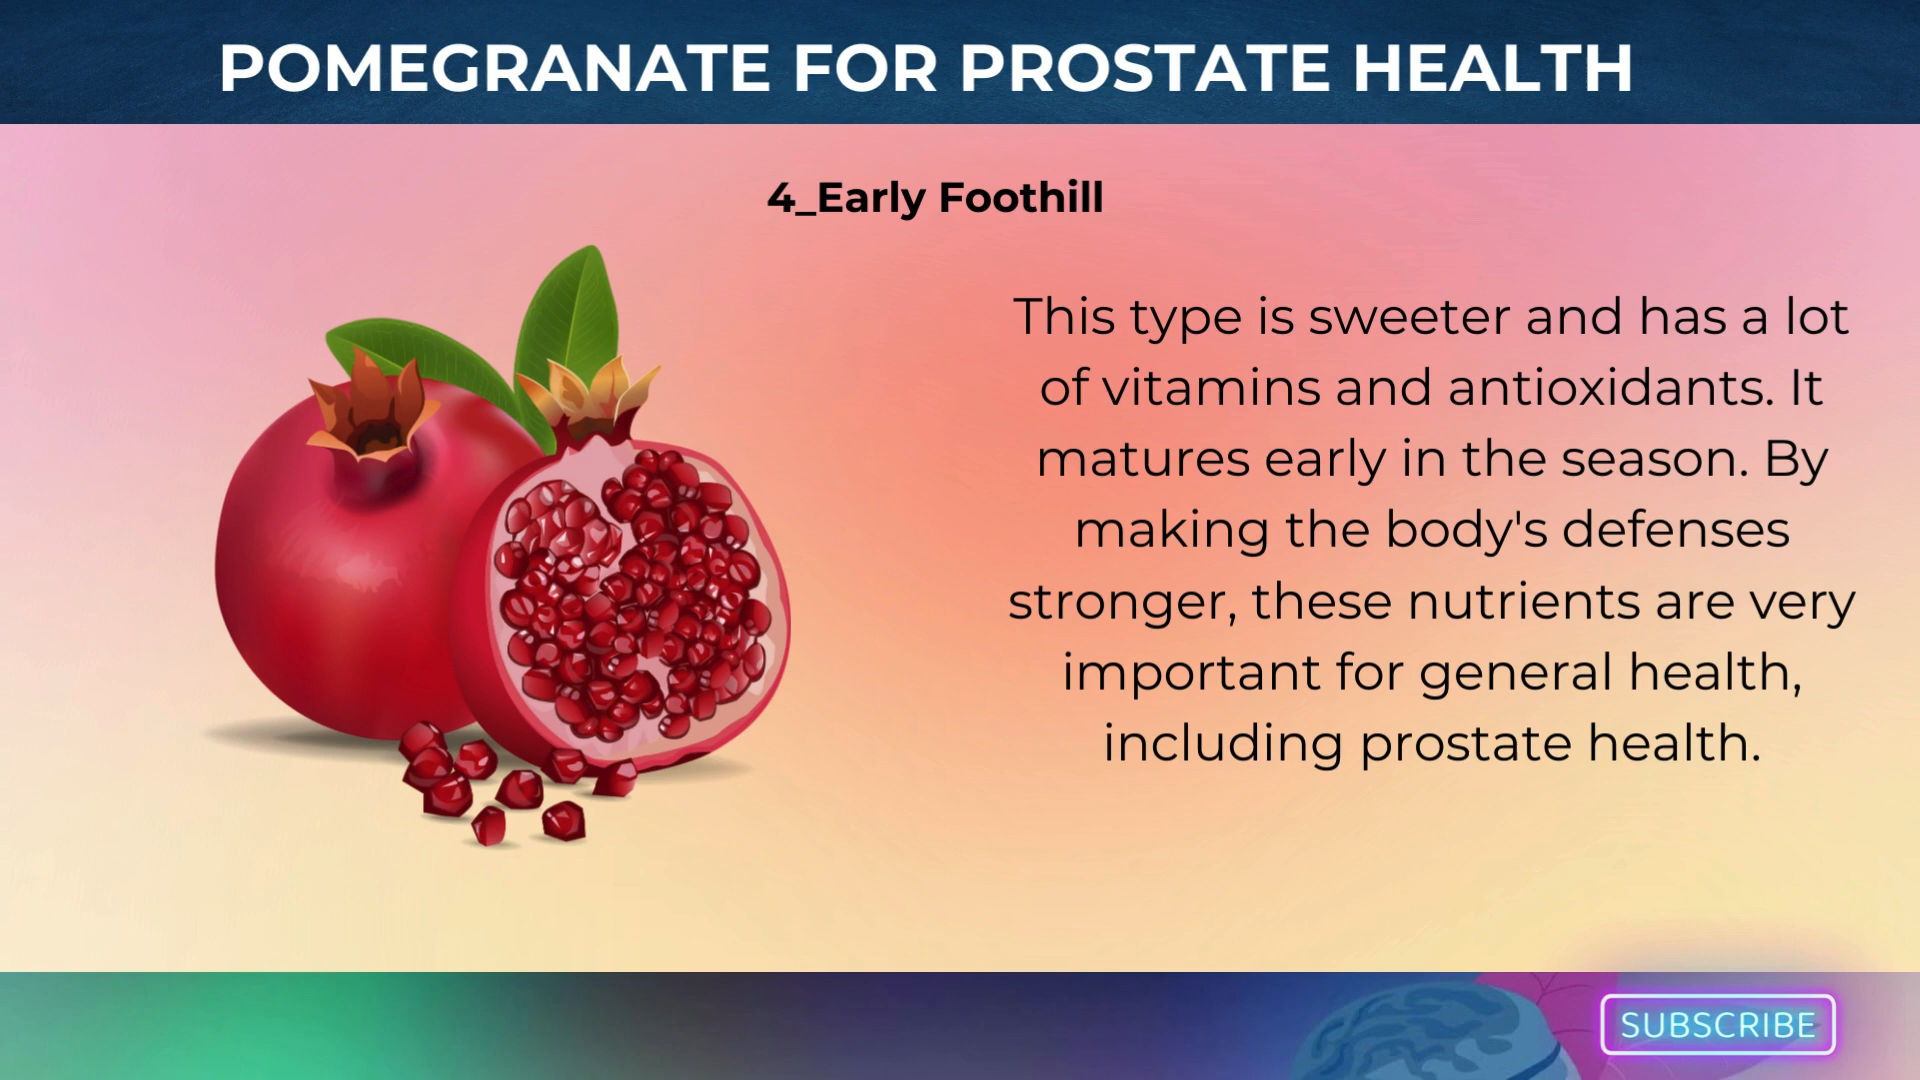 POMEGRANATE FOR PROSTATE HEALTH
4_Early Foothill
This type is sweeter and has a lot
of vitamins and antioxidants. It
matures early in the season. By
making the body's defenses
stronger, these nutrients are very
important for general health,
including prostate health.
SUBSCRIBE